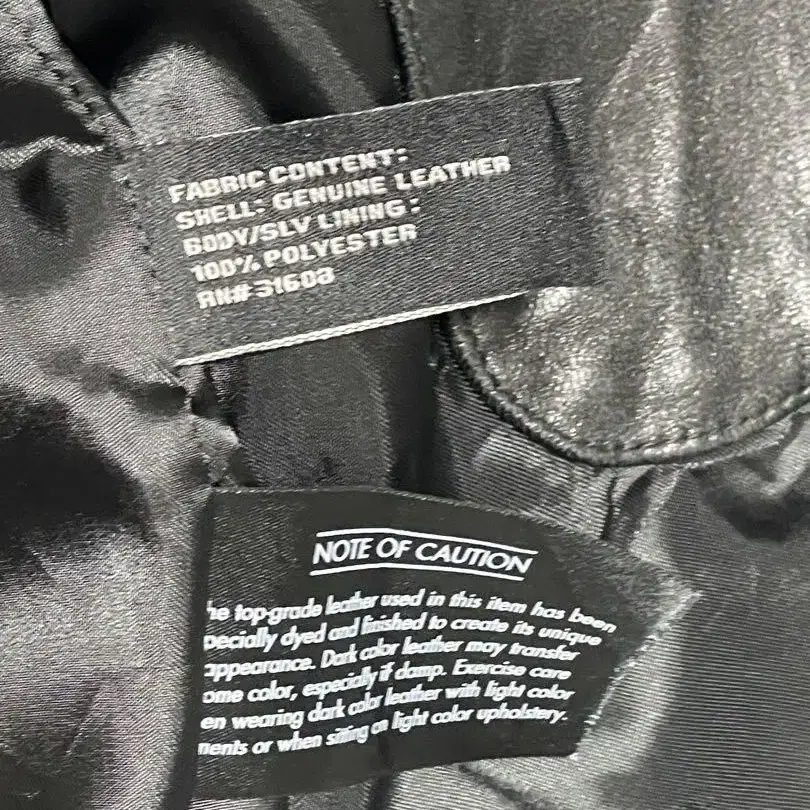 FABRIC CONTENT:
SHELL: GENUINE LEATHER
BODY/SLV LINING:
100% POLYESTER
RN# 31608
NOTE OF CAUTION
he top-grade leather used in this item has been
pecially dyed and finished to create its unique
appearance. Dark color leather may transfer
ome color, especially if damp. Exercise care
en wearing dark color leather with light color
ments or when sitting on light color upholstery.